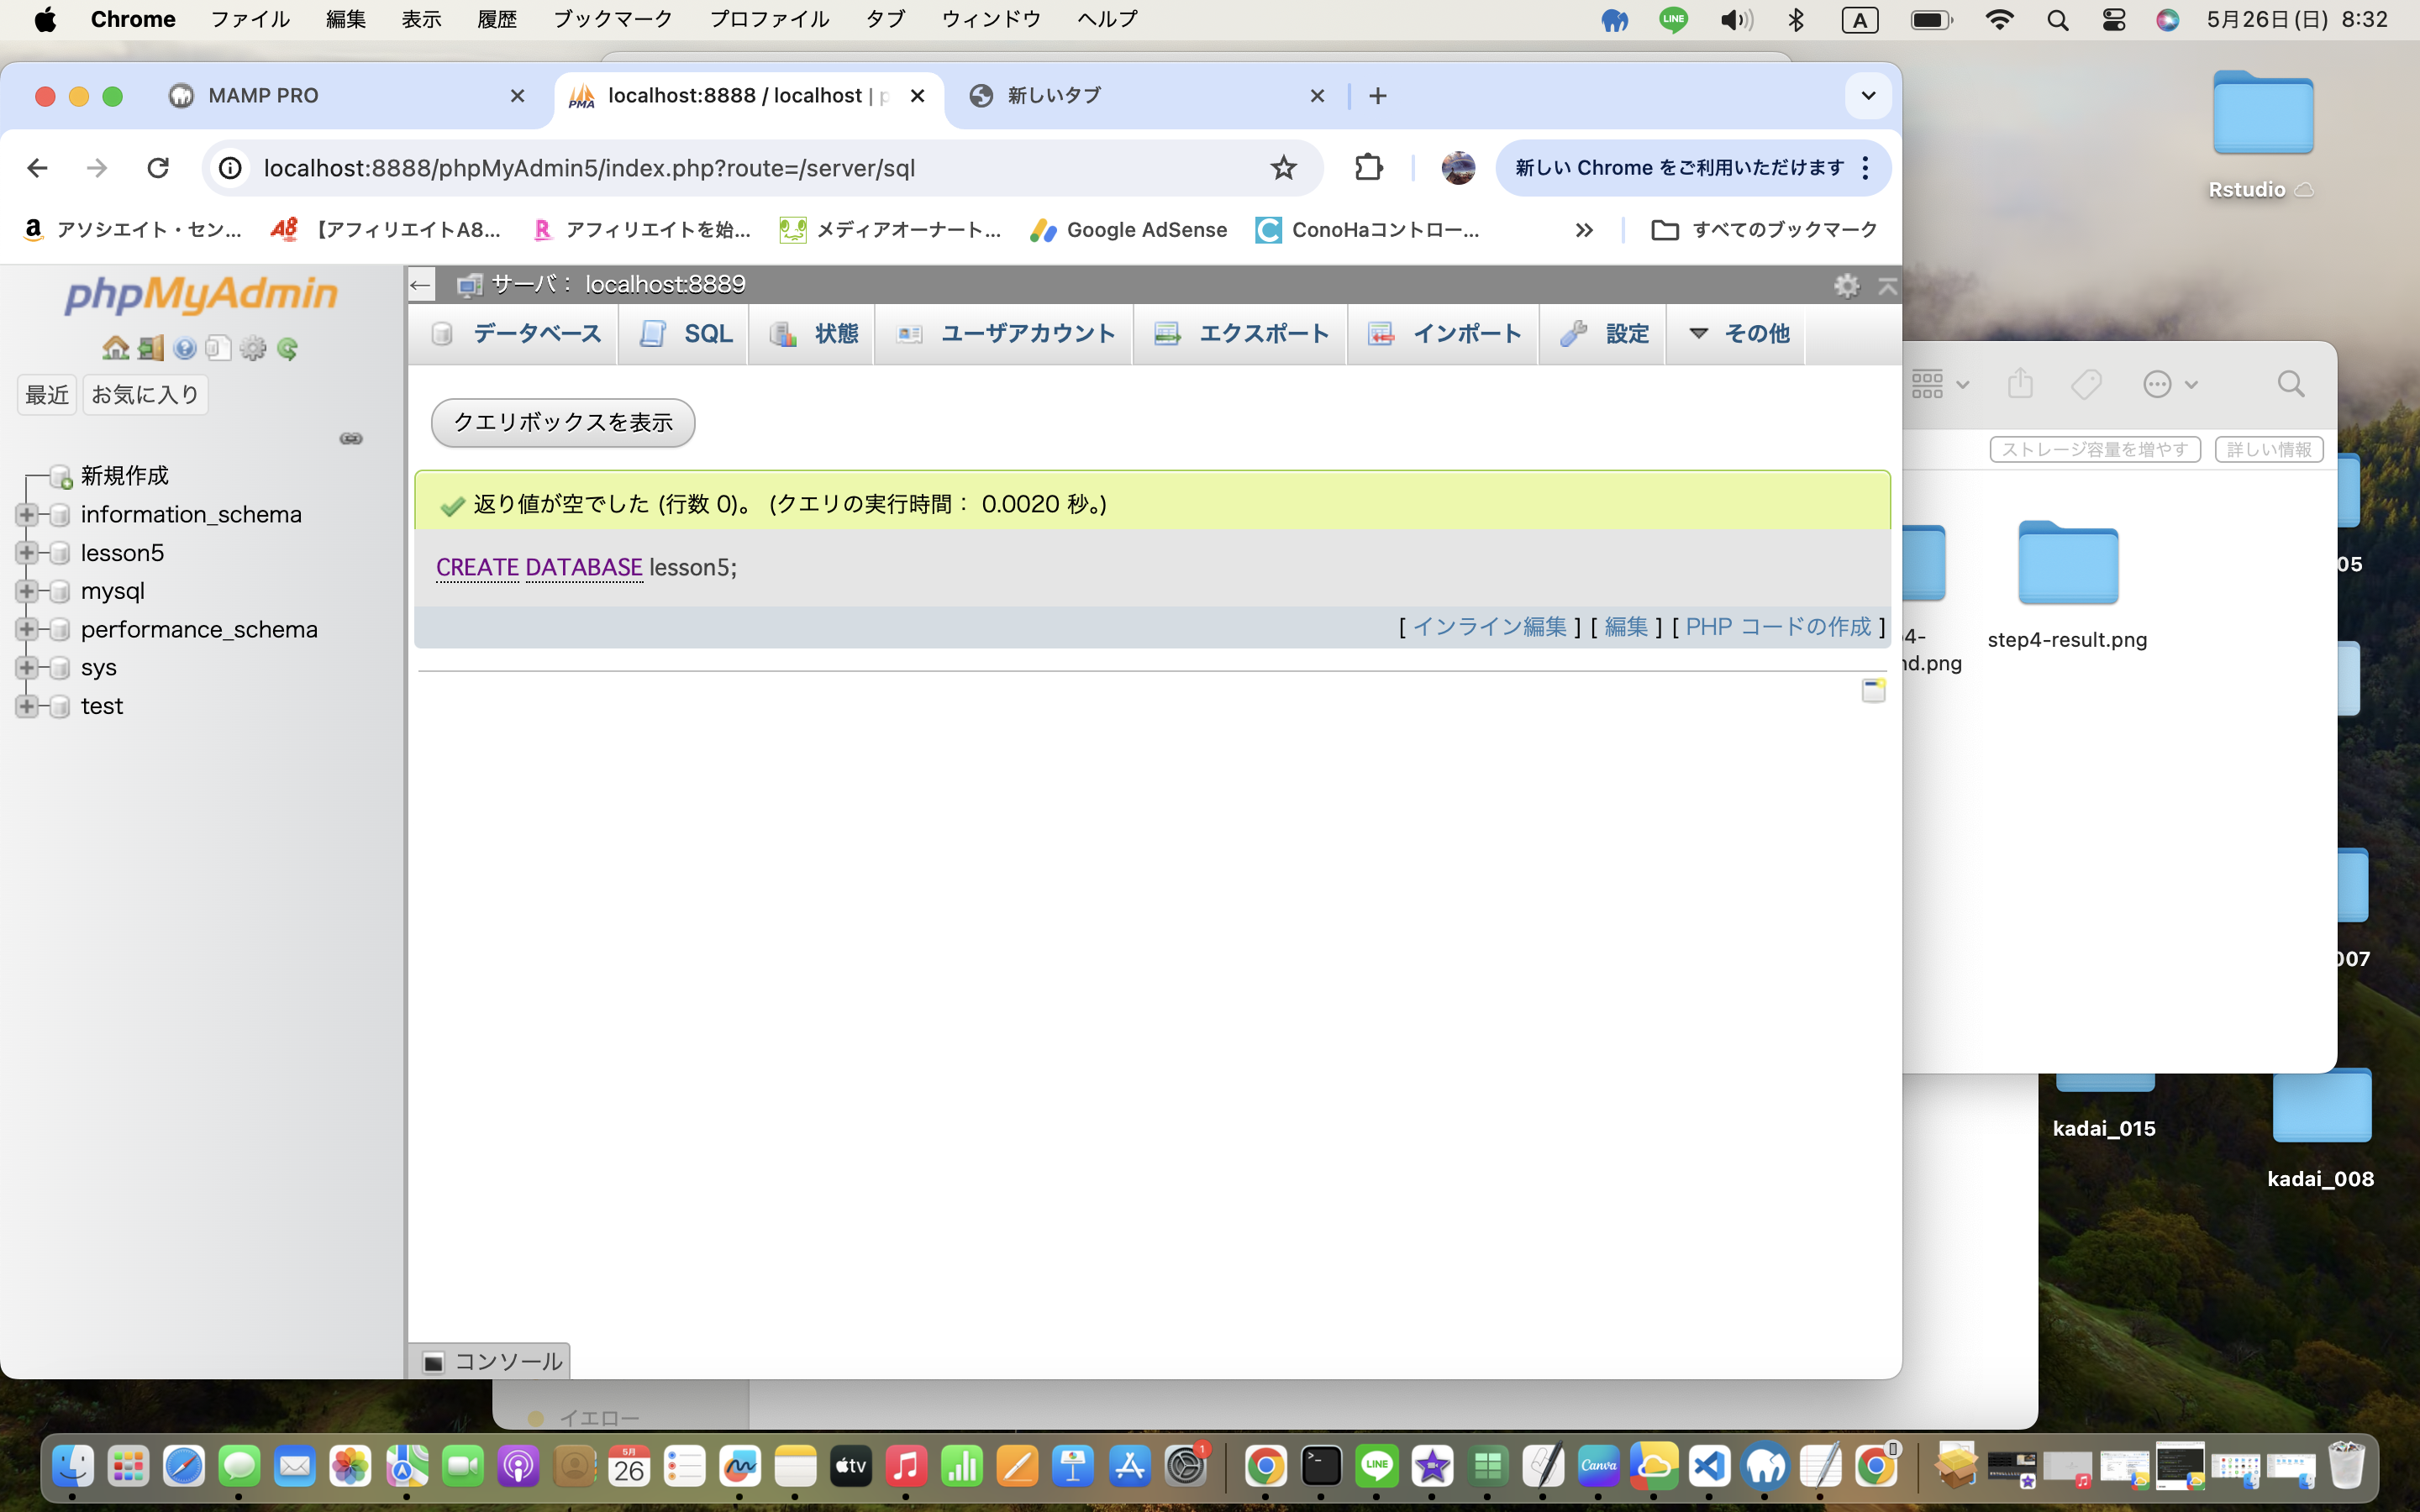 Chrome ファイル 編集 表示 履歴 ブックマーク プロファイル タブ ウィンドウ ヘルプ LINE A 5月26日(日) 8:32
MAMP PRO
localhost:8888 / localhost | p
新しいタブ
localhost:8888/phpMyAdmin5/index.php?route=/server/sql
新しい Chrome をご利用いただけます
アソシエイト・セン...
【アフィリエイトA8...
アフィリエイトを始...
メディアオーナート...
Google AdSense
ConoHaコントロー...
すべてのブックマーク
phpMyAdmin
最近 お気に入り
新規作成
information_schema
lesson5
mysql
performance_schema
sys
test
サーバ: localhost:8889
データベース SQL 状態 ユーザアカウント エクスポート インポート 設定 その他
クエリボックスを表示
返り値が空でした (行数 0)。 (クエリの実行時間: 0.0020 秒。)
CREATE DATABASE lesson5;
[ インライン編集 ] [ 編集 ] [ PHP コードの作成 ]
コンソール
Rstudio
ストレージ容量を増やす 詳しい情報
step4-result.png
4-
nd.png
05
007
kadai_015
kadai_008
イエロー
5月
26
tv
1
LINE
Canva